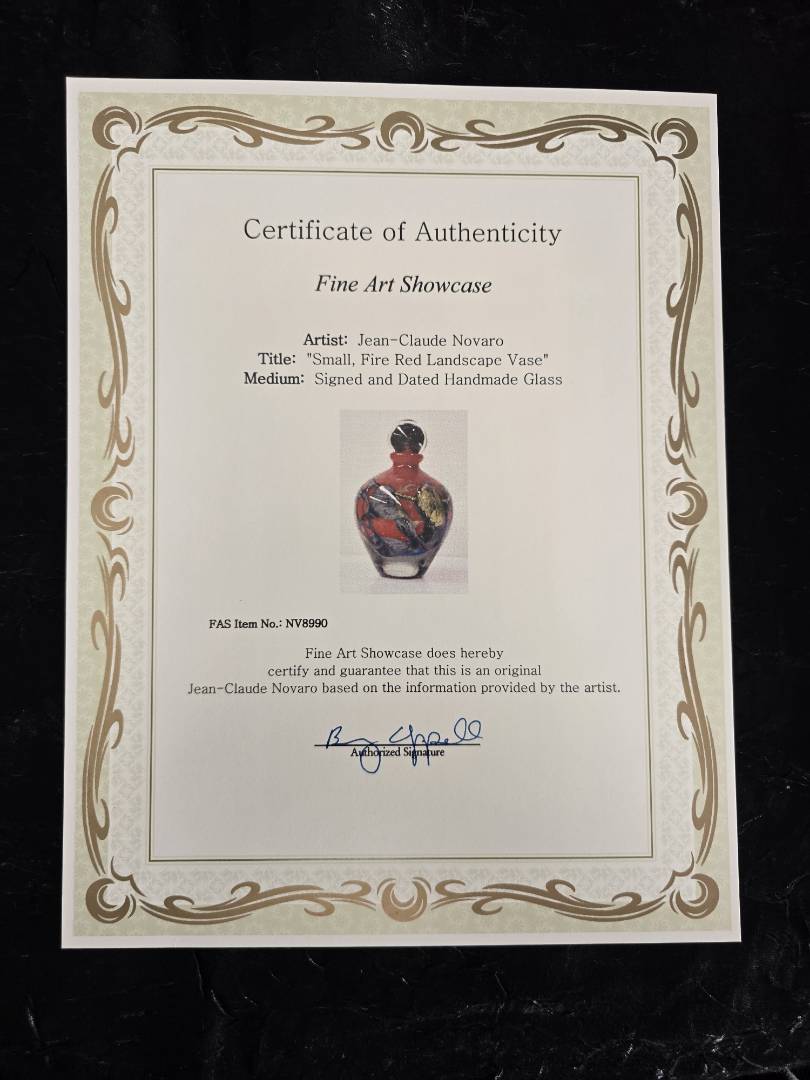 Certificate of Authenticity
Fine Art Showcase
Artist: Jean-Claude Novaro
Title: "Small, Fire Red Landscape Vase"
Medium: Signed and Dated Handmade Glass
FAS Item No.: NV8990
Fine Art Showcase does hereby
certify and guarantee that this is an original
Jean-Claude Novaro based on the information provided by the artist.
Authorized Signature